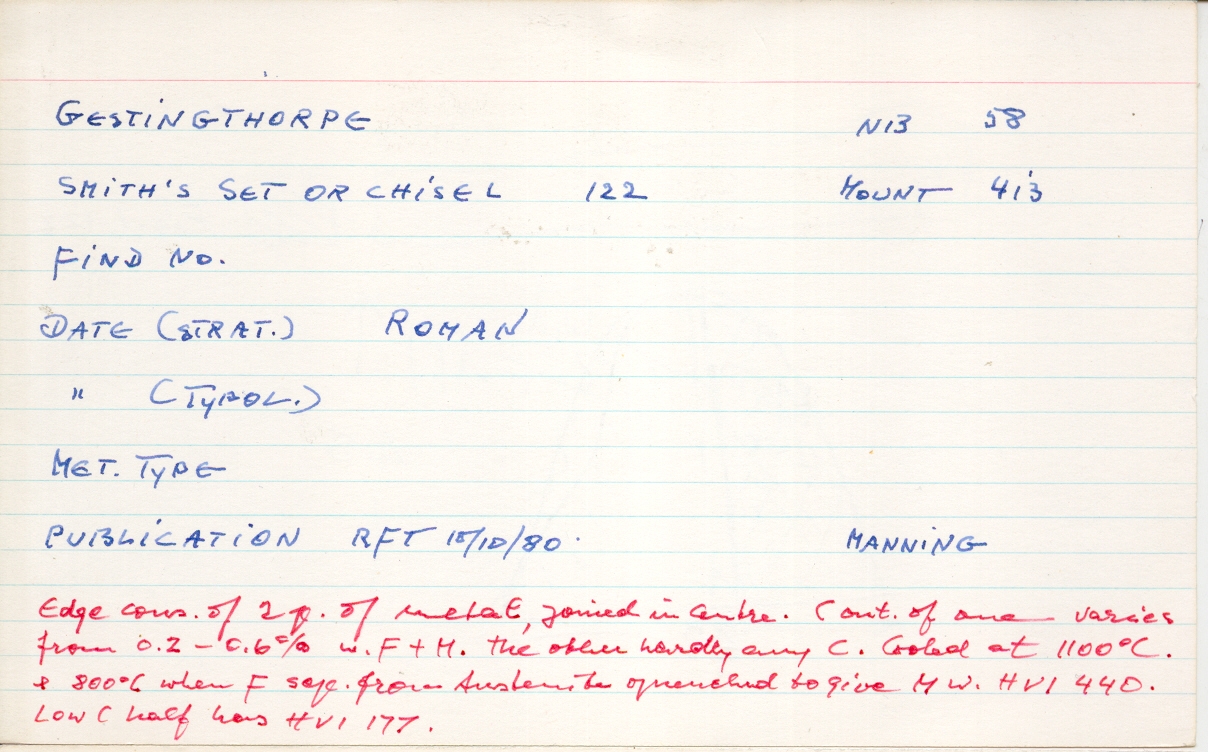 GESTINGTHORPE NB 58
SMITH'S SET OR CHISEL 122 MOUNT 413
FIND NO.
DATE (STRAT.) ROMAN
" (TYPOL.)
MET. TYPE
PUBLICATION RFT /10/80. MANNING
Edge cons. of 2 p. of metal, joined in centre. C cont. of one varies
from 0.2 – 0.6% w. F + M. The other hardly any C. Cooled at 1100°C.
& 800°C when F sep. from Austenite quenched to give M w. HV1 440.
Low C half has HV1 177.